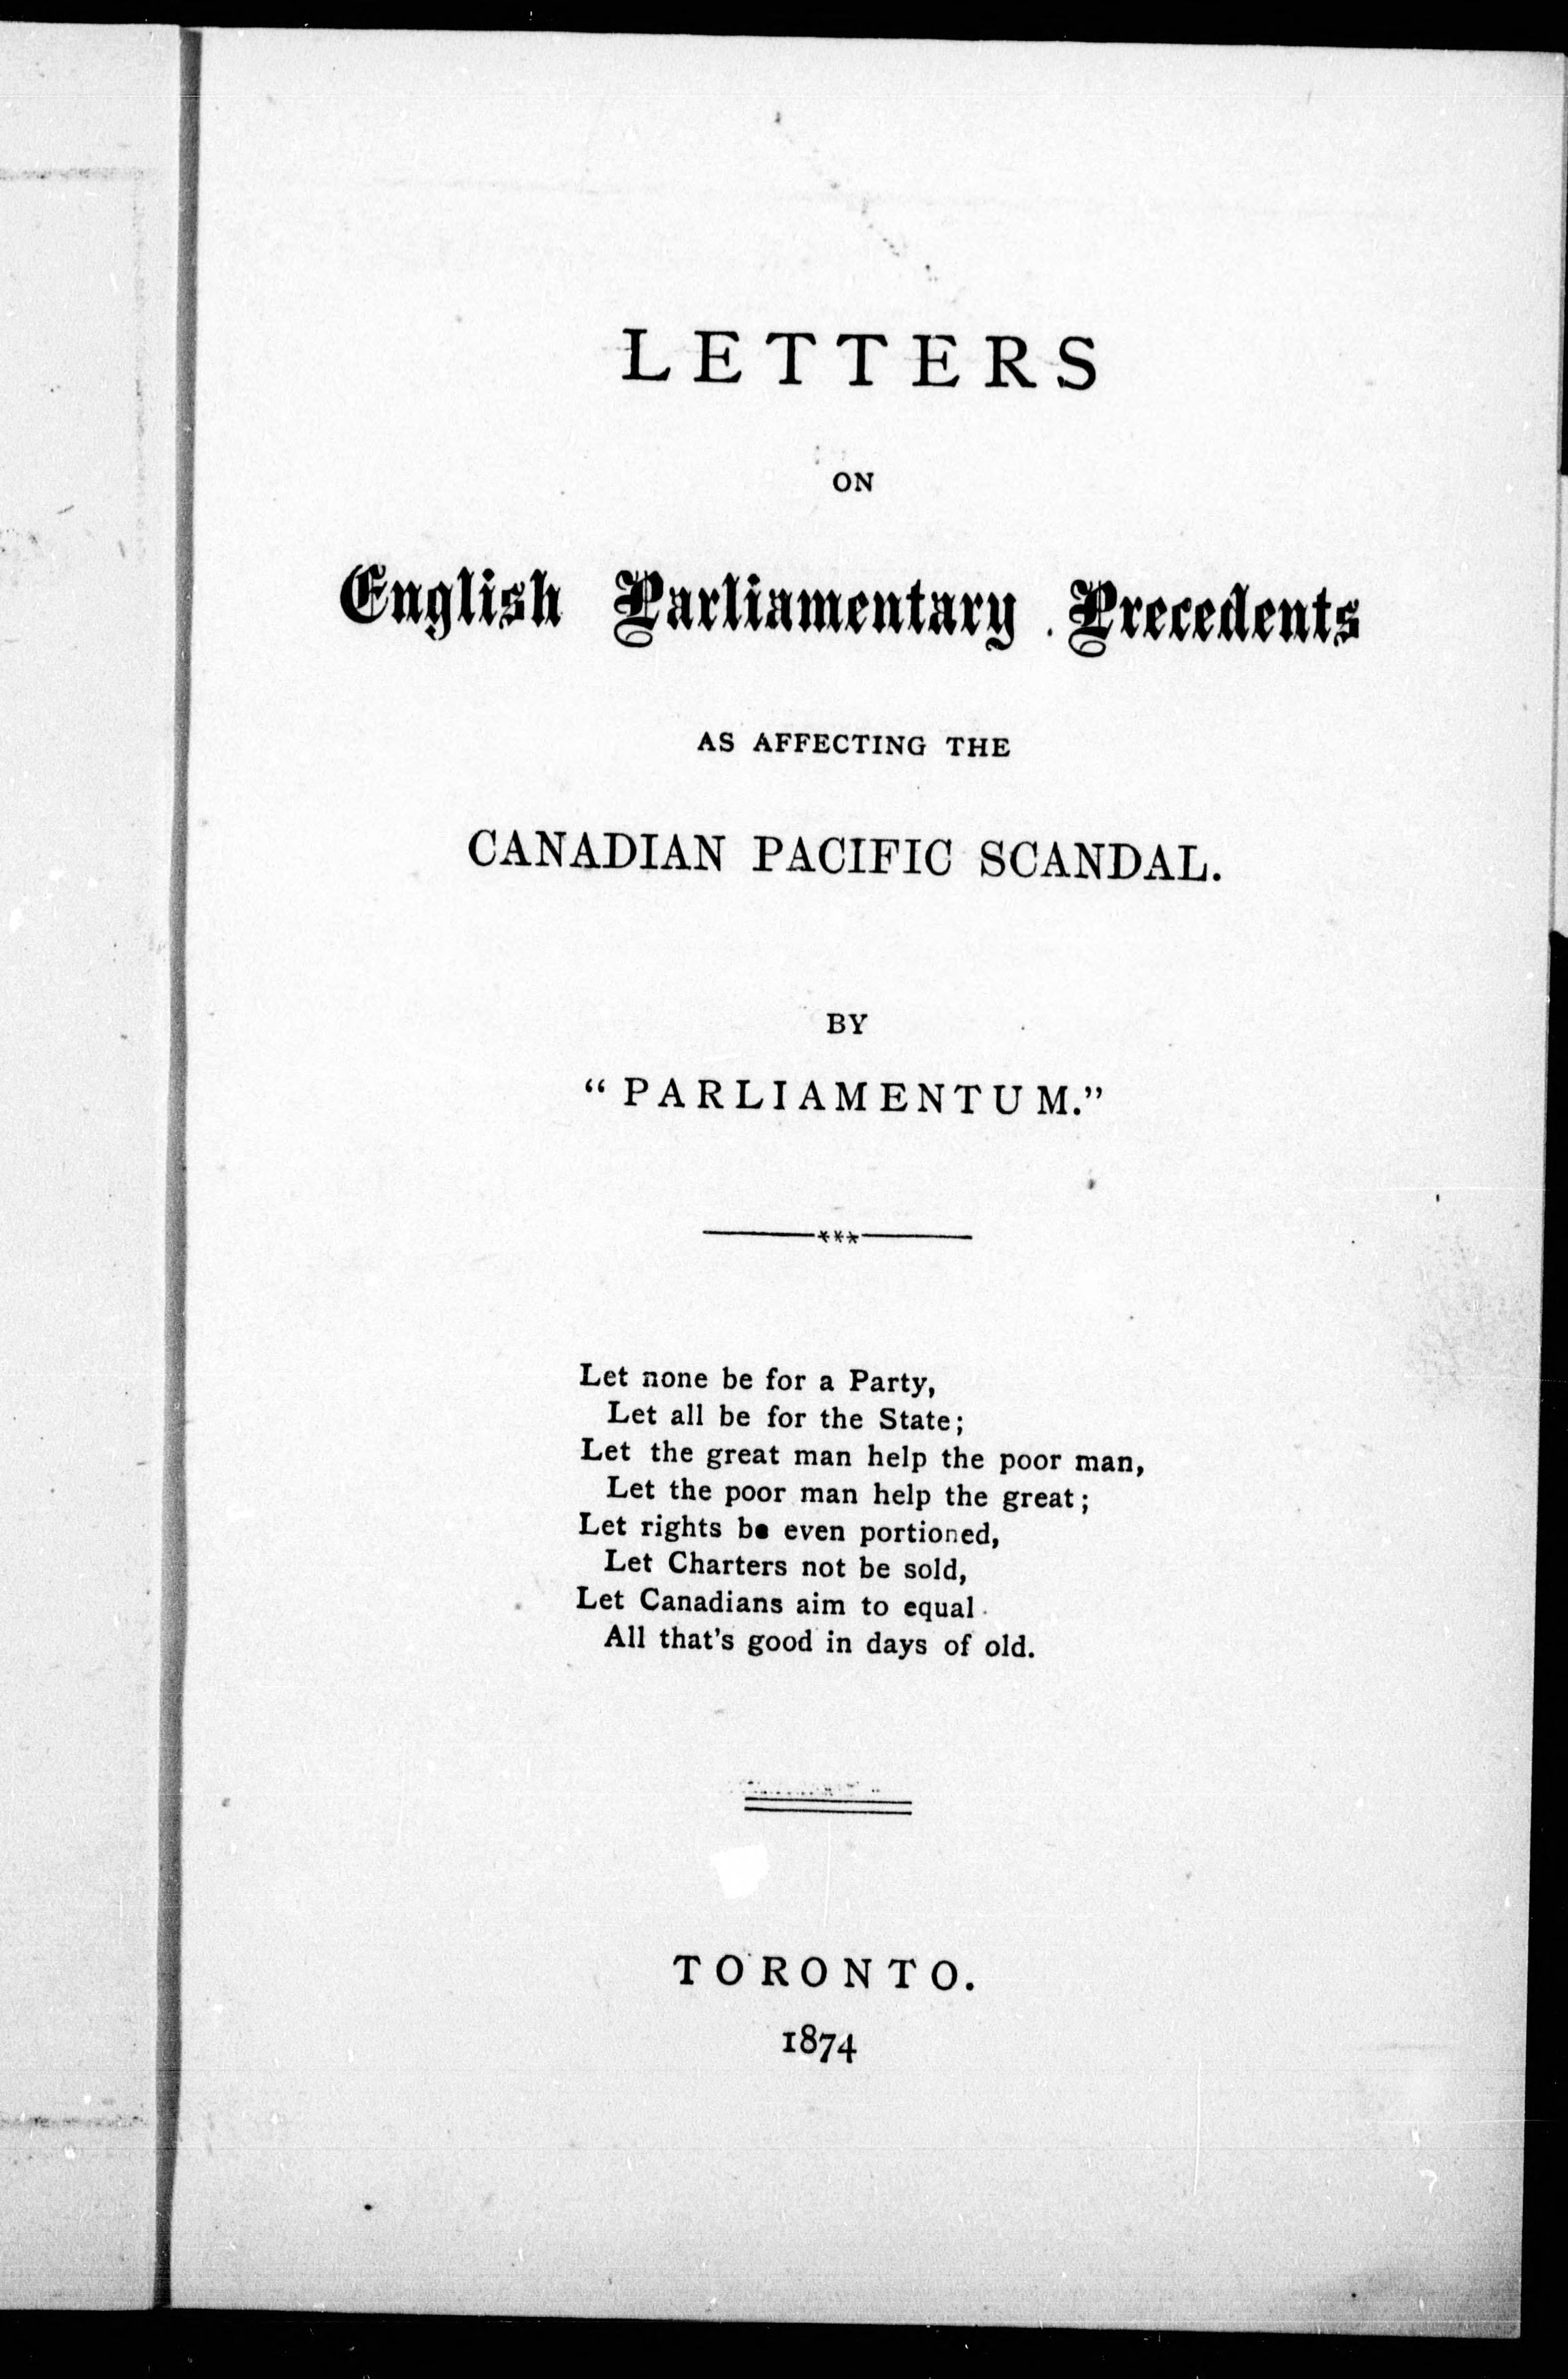 LETTERS
ON
English Parliamentary Precedents
AS AFFECTING THE
CANADIAN PACIFIC SCANDAL.
BY
“PARLIAMENTUM.”
***
Let none be for a Party,
Let all be for the State;
Let the great man help the poor man,
Let the poor man help the great;
Let rights be even portioned,
Let Charters not be sold,
Let Canadians aim to equal
All that's good in days of old.
TORONTO.
1874